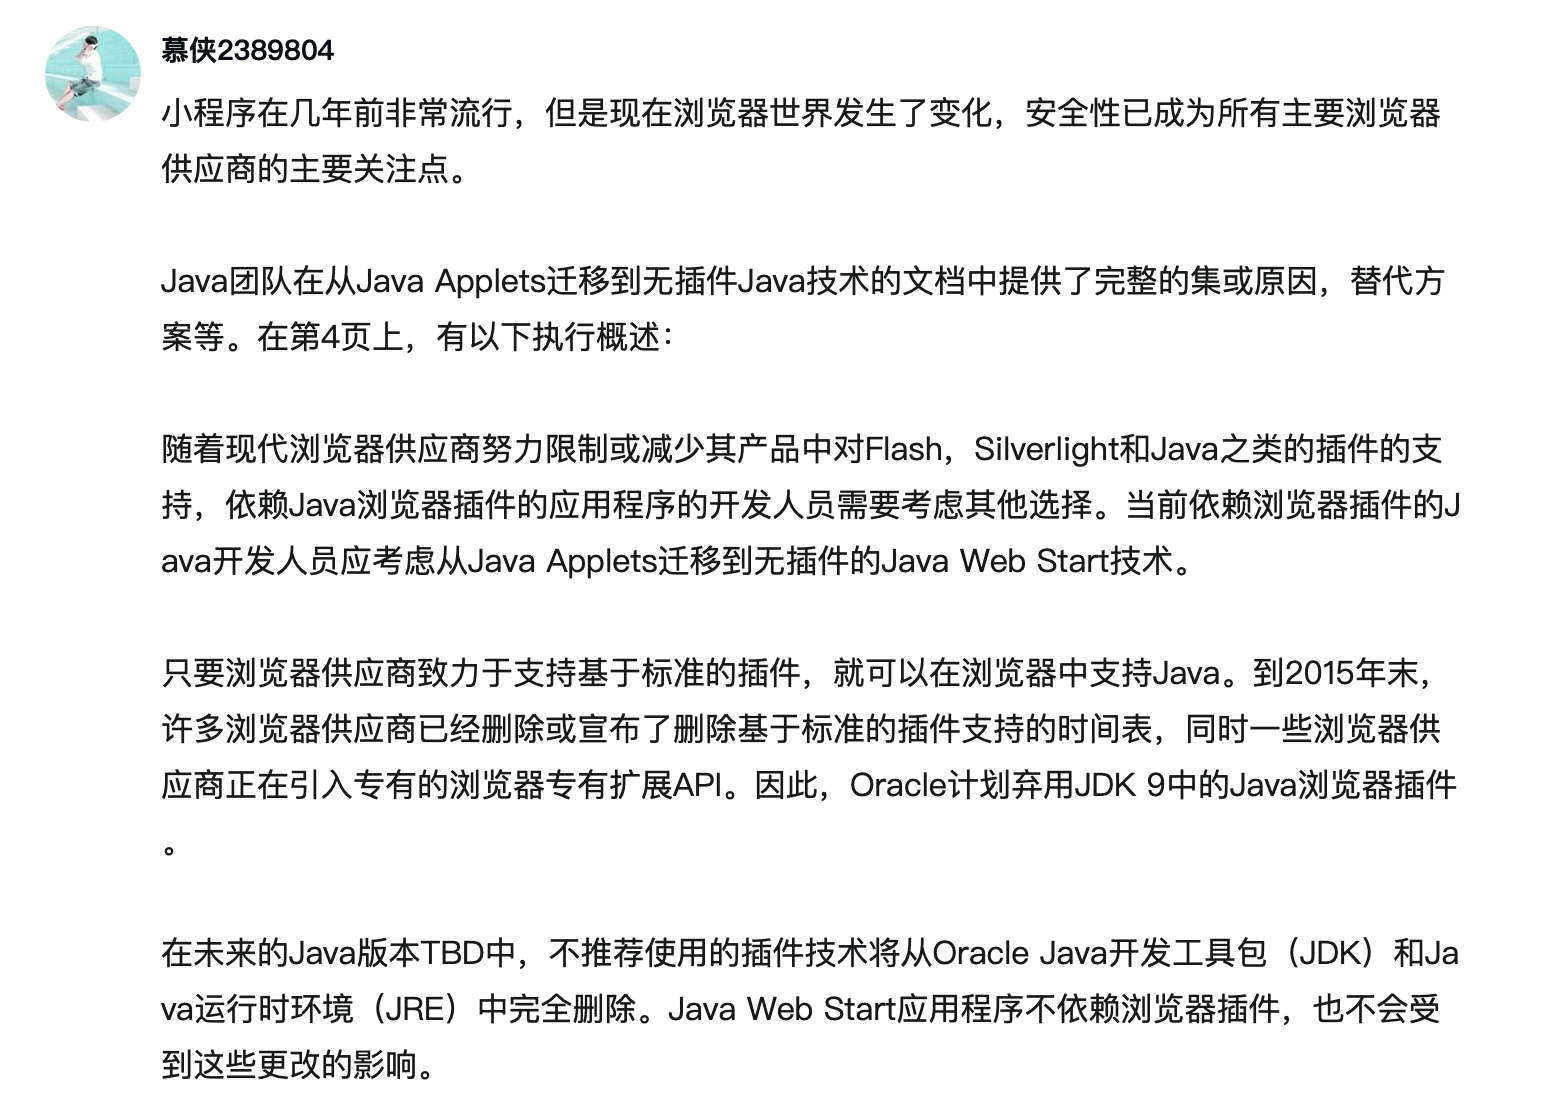 慕侠2389804
小程序在几年前非常流行，但是现在浏览器世界发生了变化，安全性已成为所有主要浏览器
供应商的主要关注点。
Java团队在从Java Applets迁移到无插件Java技术的文档中提供了完整的集或原因，替代方
案等。在第4页上，有以下执行概述：
随着现代浏览器供应商努力限制或减少其产品中对Flash，Silverlight和Java之类的插件的支
持，依赖Java浏览器插件的应用程序的开发人员需要考虑其他选择。当前依赖浏览器插件的J
ava开发人员应考虑从Java Applets迁移到无插件的Java Web Start技术。
只要浏览器供应商致力于支持基于标准的插件，就可以在浏览器中支持Java。到2015年末，
许多浏览器供应商已经删除或宣布了删除基于标准的插件支持的时间表，同时一些浏览器供
应商正在引入专有的浏览器专有扩展API。因此，Oracle计划弃用JDK 9中的Java浏览器插件
。
在未来的Java版本TBD中，不推荐使用的插件技术将从Oracle Java开发工具包（JDK）和Ja
va运行时环境（JRE）中完全删除。Java Web Start应用程序不依赖浏览器插件，也不会受
到这些更改的影响。